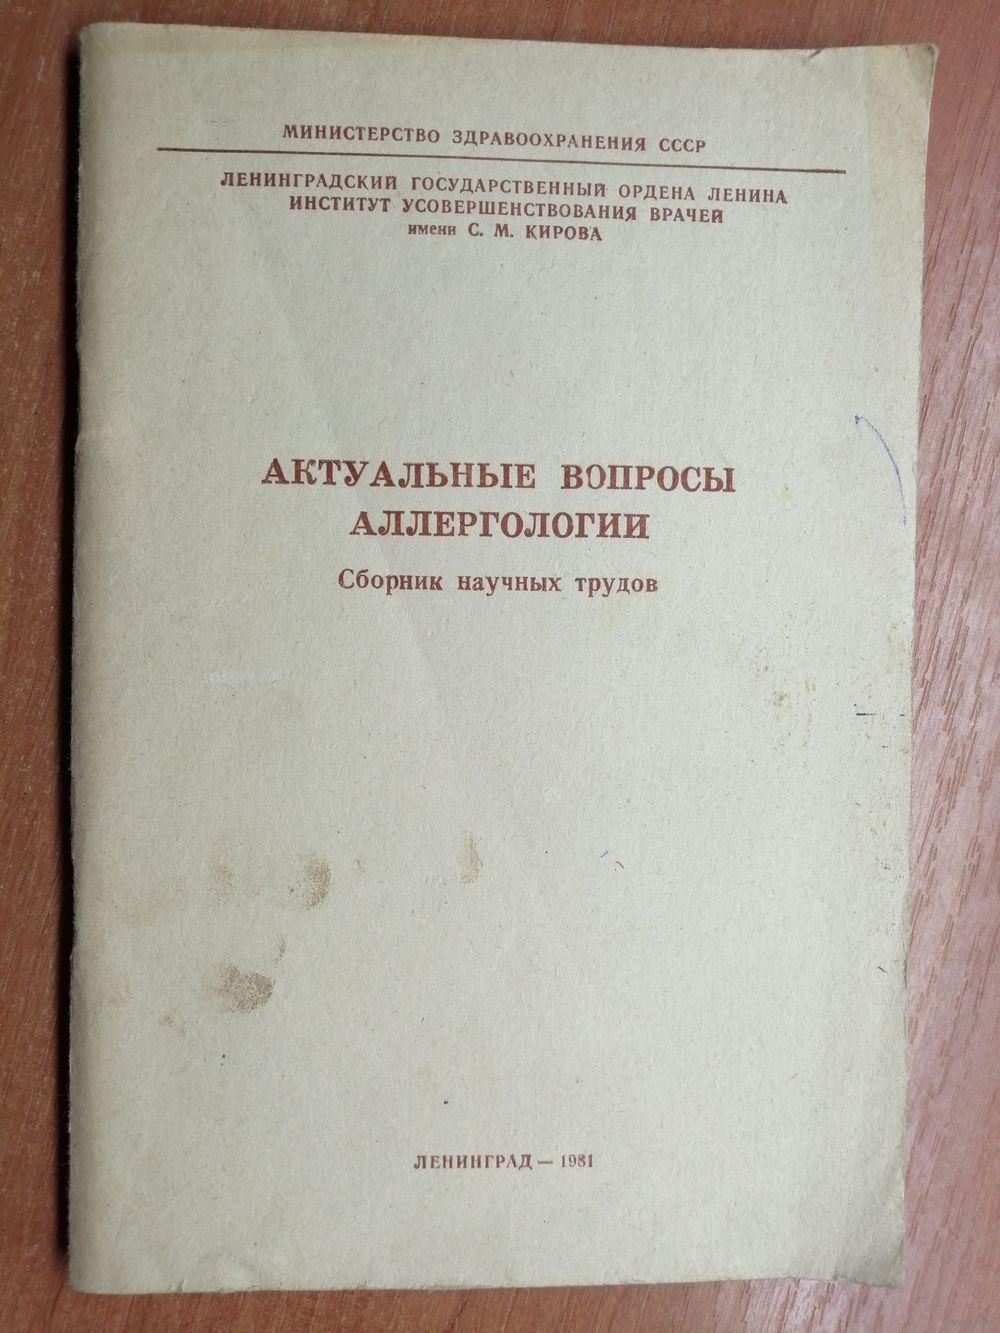 МИНИСТЕРСТВО ЗДРАВООХРАНЕНИЯ СССР
ЛЕНИНГРАДСКИЙ ГОСУДАРСТВЕННЫЙ ОРДЕНА ЛЕНИНА
ИНСТИТУТ УСОВЕРШЕНСТВОВАНИЯ ВРАЧЕЙ
имени С. М. КИРОВА
АКТУАЛЬНЫЕ ВОПРОСЫ
АЛЛЕРГОЛОГИИ
Сборник научных трудов
ЛЕНИНГРАД — 1981